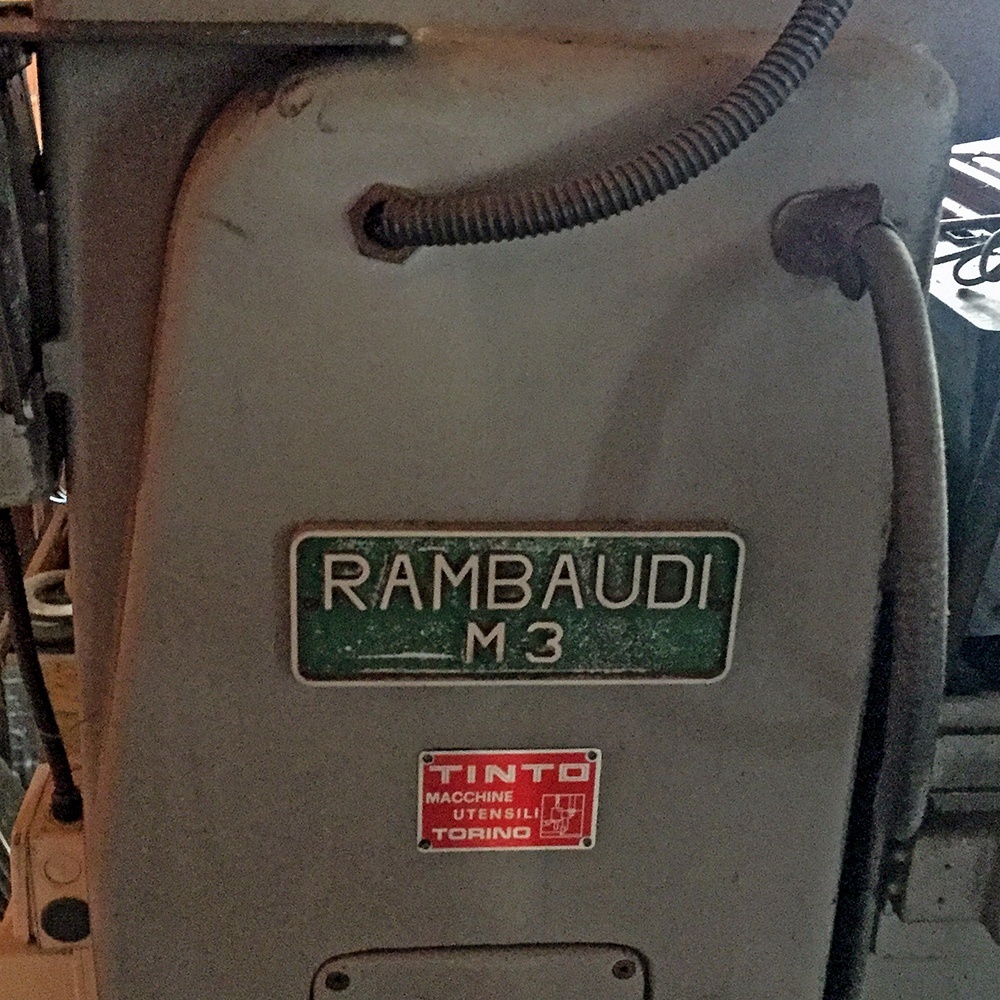 RAMBAUDI
M3
TINTO
MACCHINE
UTENSILI
TORINO